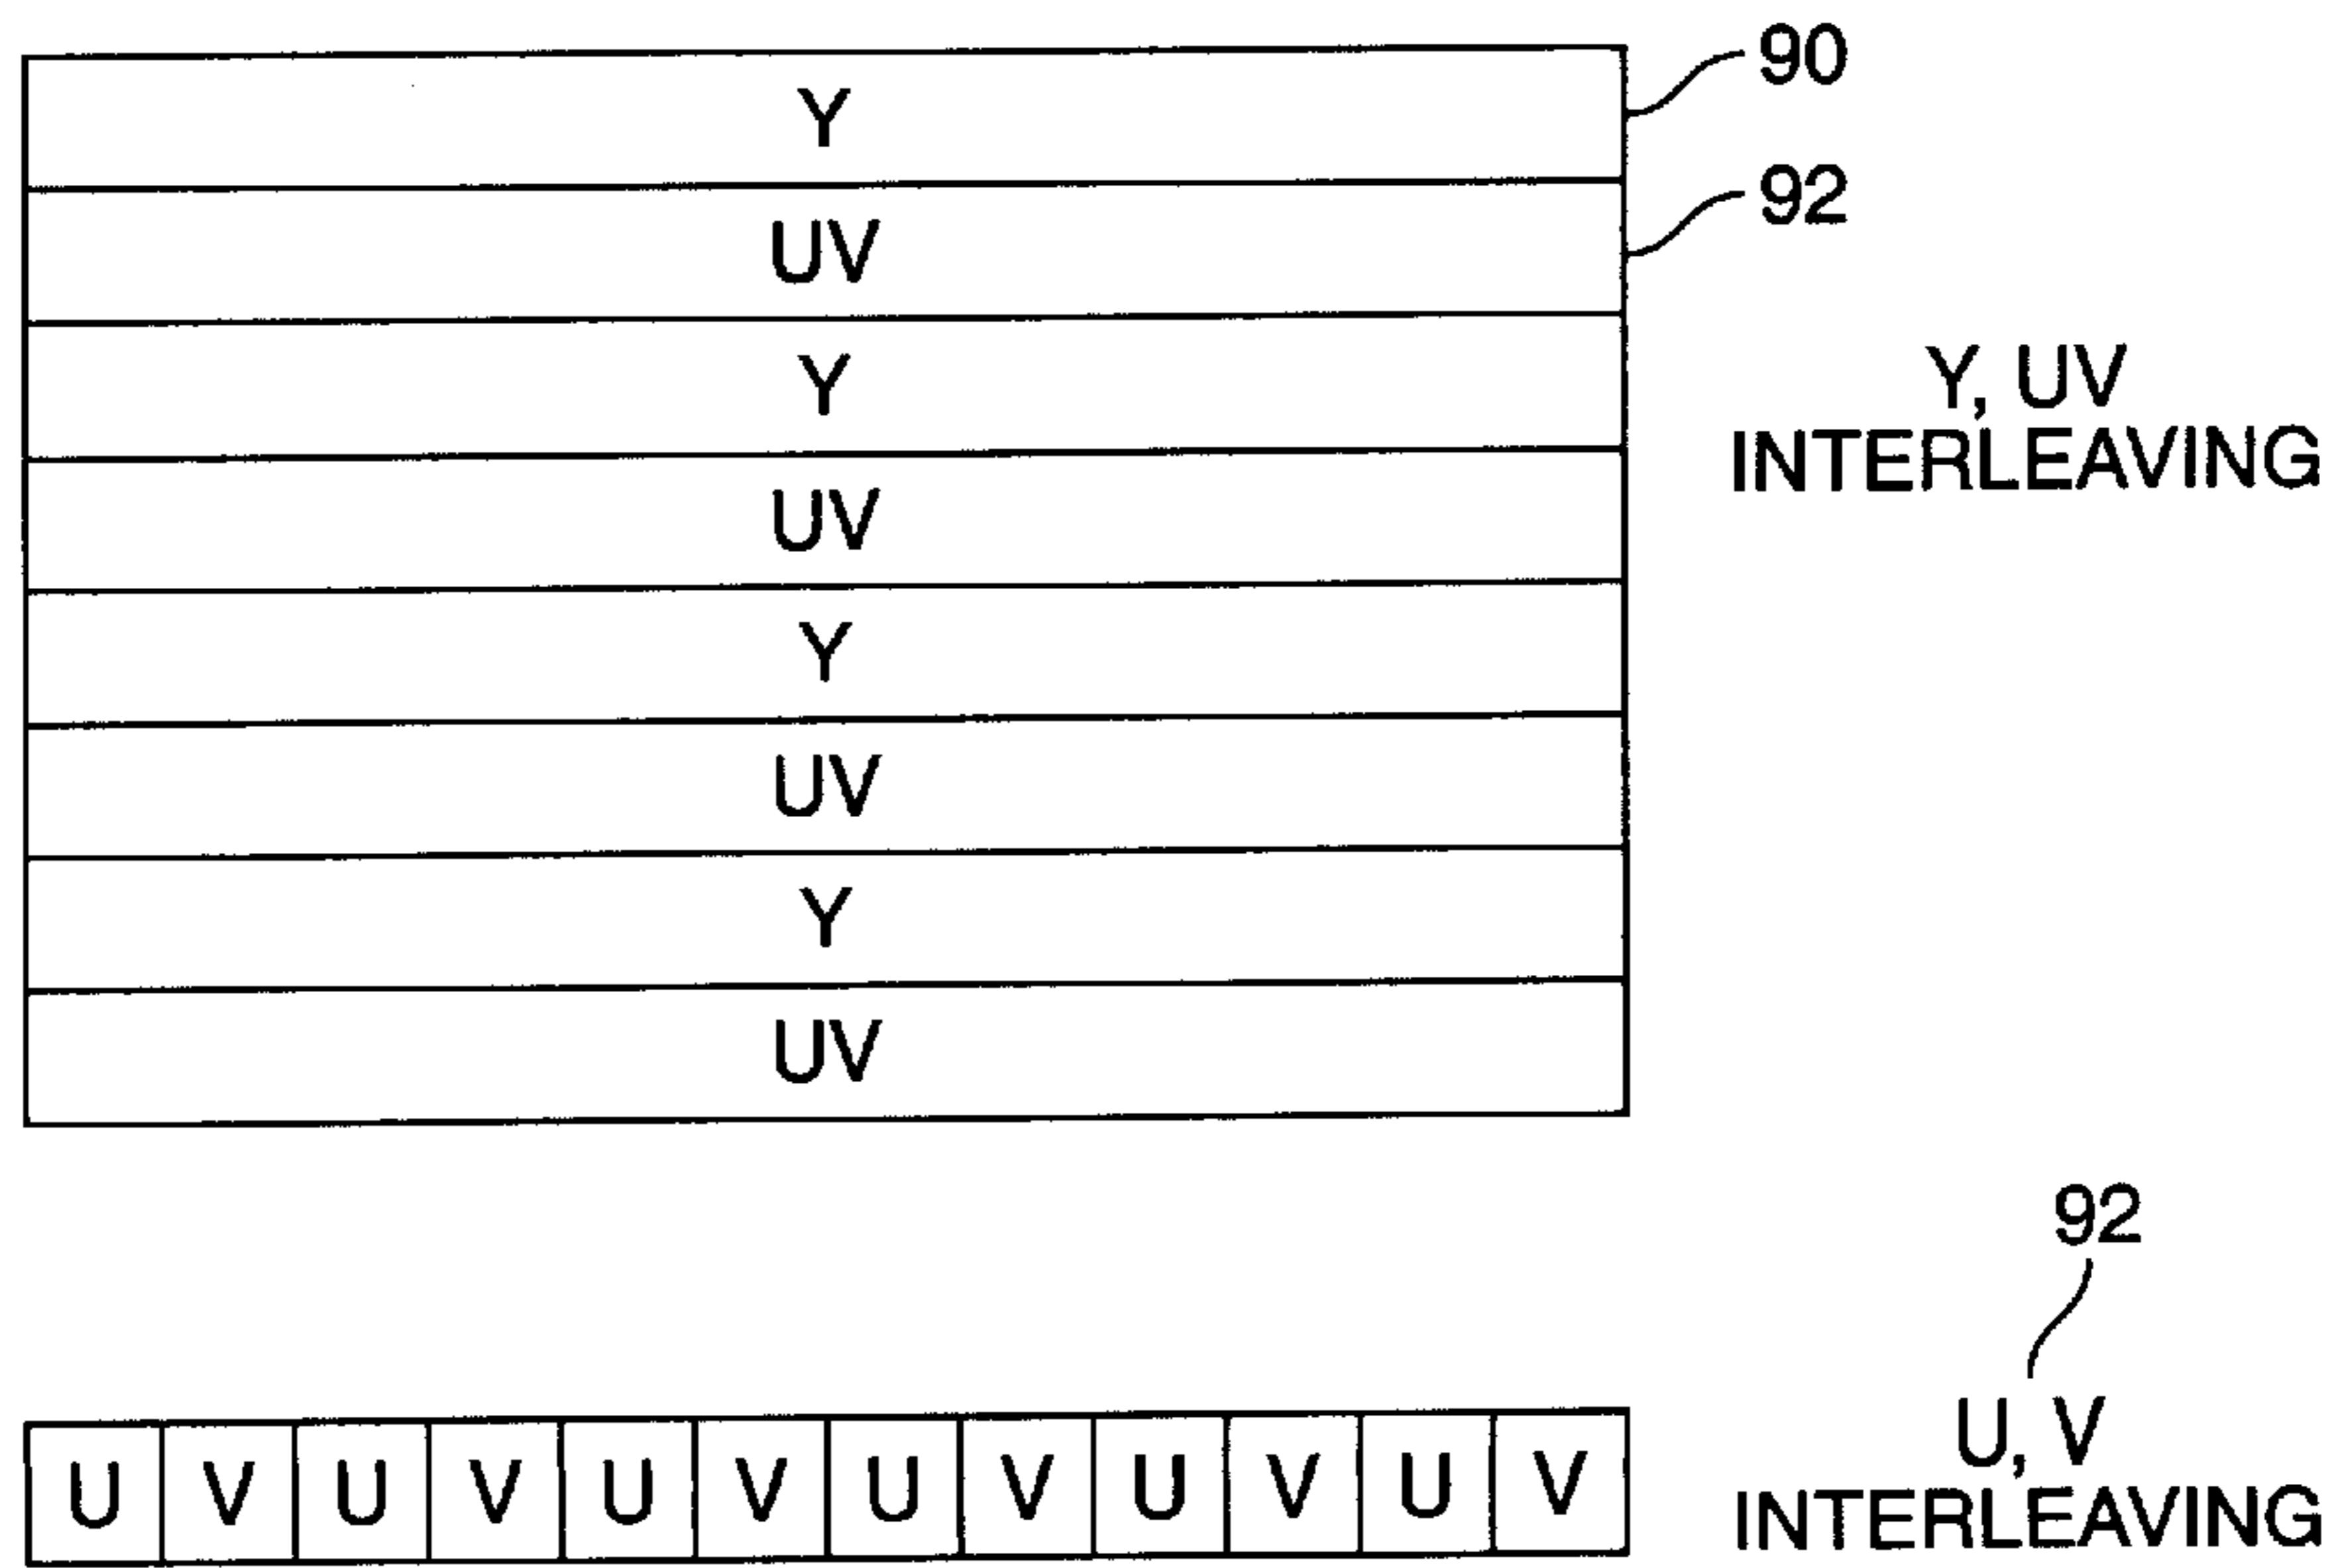 90
Y
92
UV
Y
Y, UV
INTERLEAVING
UV
Y
UV
Y
UV
92
U, V
INTERLEAVING
U V U V U V U V U V U V